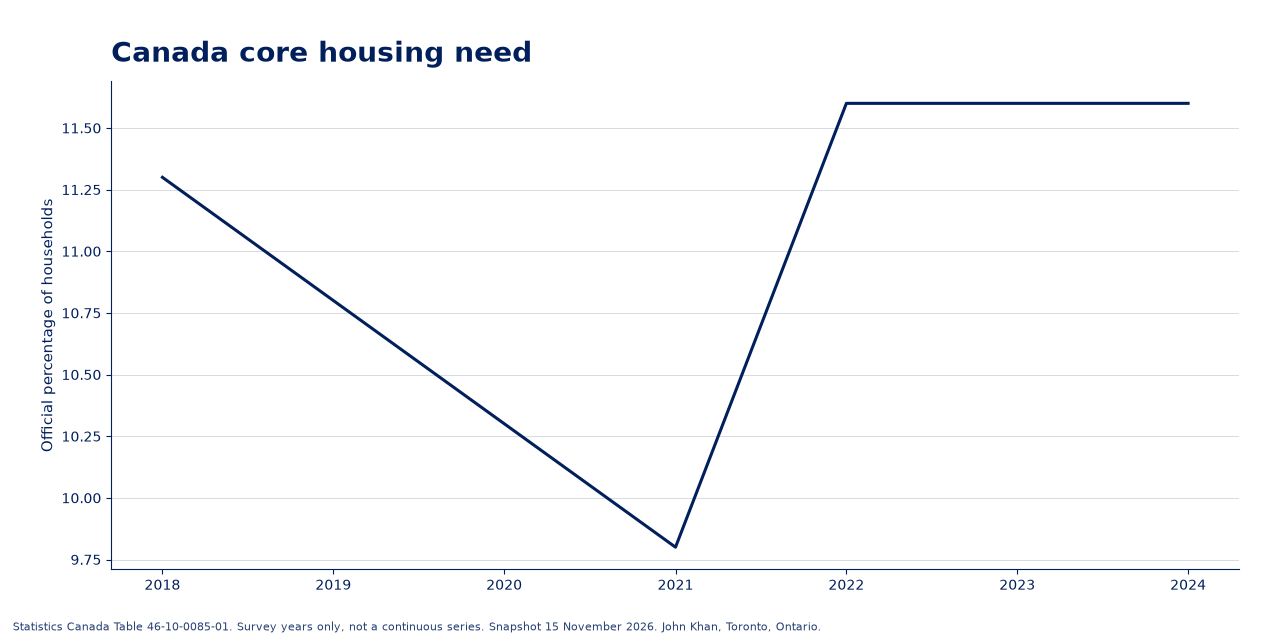 Canada core housing need
Official percentage of households
11.50
11.25
11.00
10.75
10.50
10.25
10.00
9.75
2018 2019 2020 2021 2022 2023 2024
Statistics Canada Table 46-10-0085-01. Survey years only, not a continuous series. Snapshot 15 November 2026. John Khan, Toronto, Ontario.